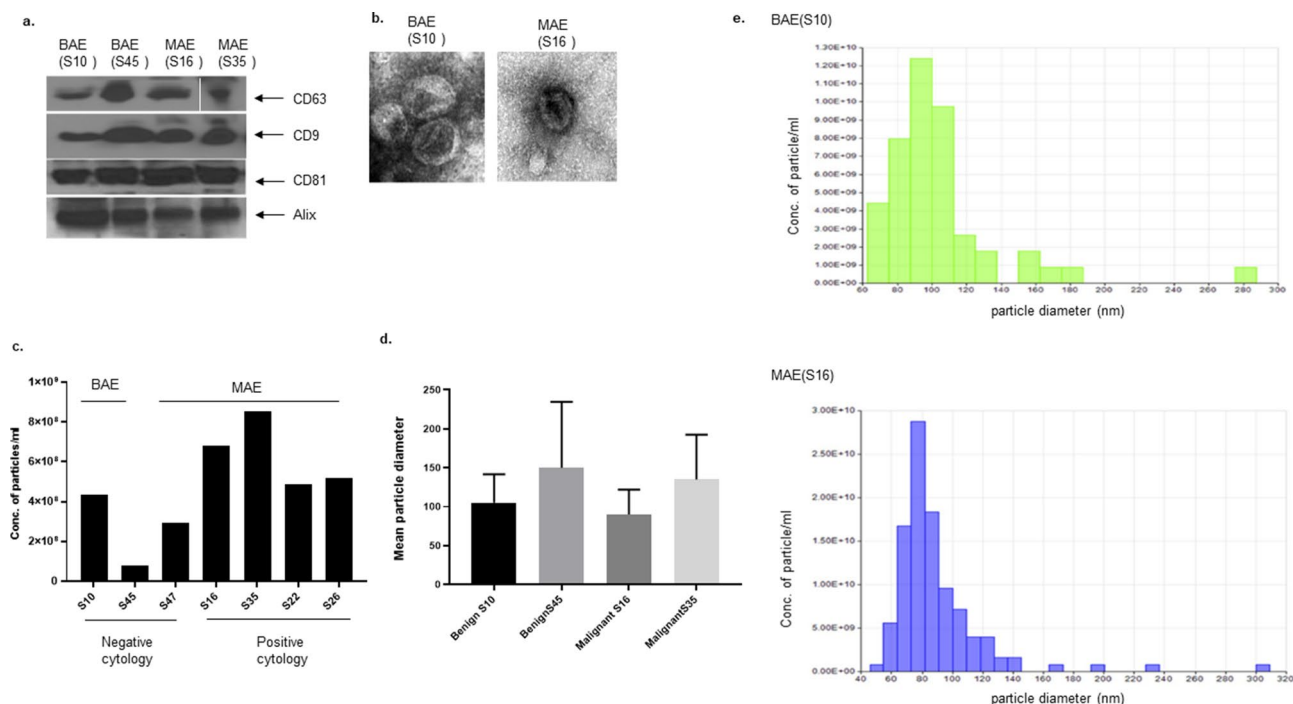 a.
BAE
(S10 )
BAE
(S45)
MAE
(S16 )
MAE
(S35 )
CD63
CD9
CD81
Alix
b.
BAE
(S10 )
MAE
(S16 )
c.
BAE
MAE
Conc. of particles/ml
1×10⁹
8×10⁸
6×10⁸
4×10⁸
2×10⁸
0
S10
S45
S47
S16
S35
S22
S26
Negative
cytology
Positive
cytology
d.
Mean particle diameter
250
200
150
100
50
0
Benign S10
BenignS45
Malignant S16
MalignantS35
e.
BAE(S10)
Conc. of particle/ml
1.30E+10
1.20E+10
1.10E+10
1.00E+10
9.00E+09
8.00E+09
7.00E+09
6.00E+09
5.00E+09
4.00E+09
3.00E+09
2.00E+09
1.00E+09
0.00E+00
60 80 100 120 140 160 180 200 220 240 260 280 300
particle diameter (nm)
MAE(S16)
Conc. of particle/ml
3.00E+10
2.50E+10
2.00E+10
1.50E+10
1.00E+10
5.00E+09
0.00E+00
40 60 80 100 120 140 160 180 200 220 240 260 280 300 320
particle diameter (nm)